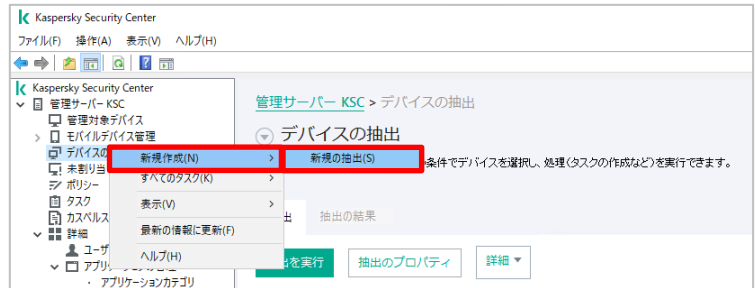 Kaspersky Security Center
ファイル(F) 操作(A) 表示(V) ヘルプ(H)
Kaspersky Security Center
管理サーバー KSC
管理対象デバイス
モバイルデバイス管理
デバイスの
未割り当
ポリシー
タスク
カスペルス
詳細
ユーザ
アプリ
アプリケーションカテゴリ
新規作成(N)
すべてのタスク(K)
表示(V)
最新の情報に更新(F)
ヘルプ(H)
新規の抽出(S)
管理サーバー KSC > デバイスの抽出
デバイスの抽出
条件でデバイスを選択し、処理(タスクの作成など)を実行できます。
出 抽出の結果
を実行 抽出のプロパティ 詳細